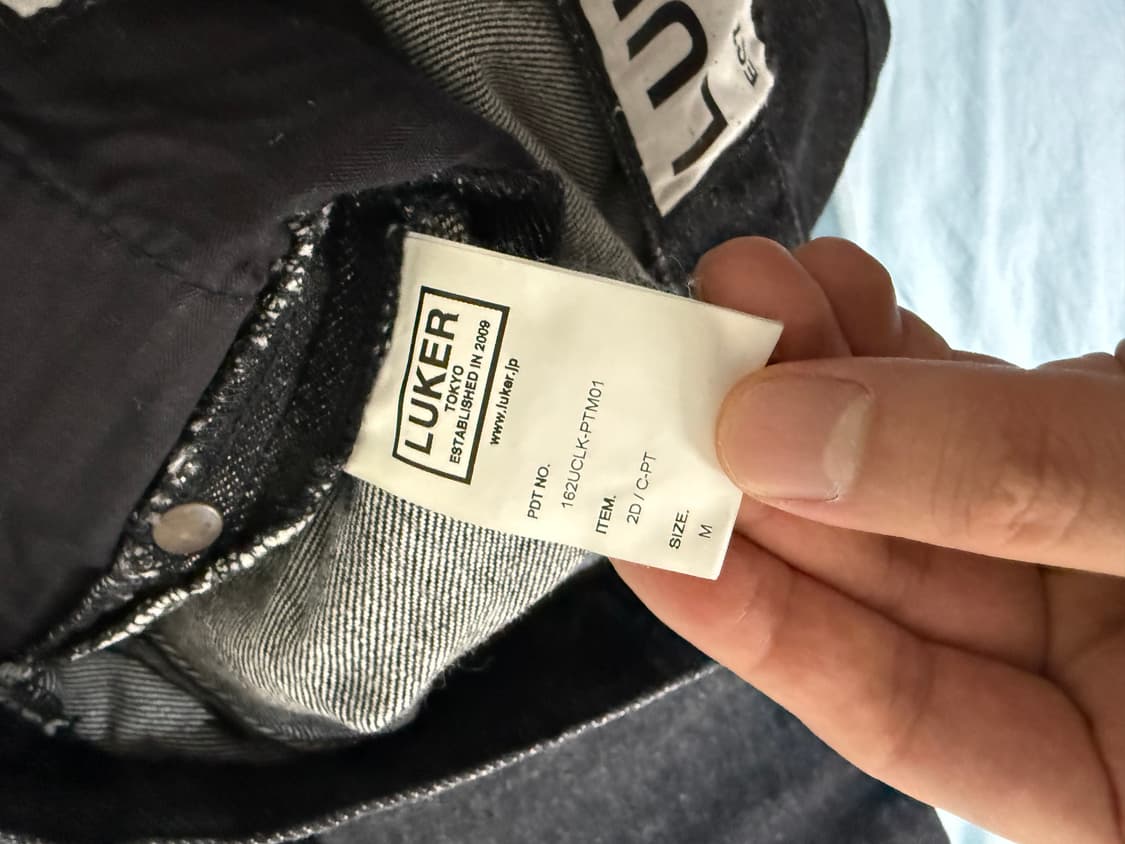 LUKER
TOKYO
ESTABLISHED IN 2009
www.luker.jp
PDT NO.
162UCLK-PTM01
ITEM.
2D / C-PT
SIZE.
M